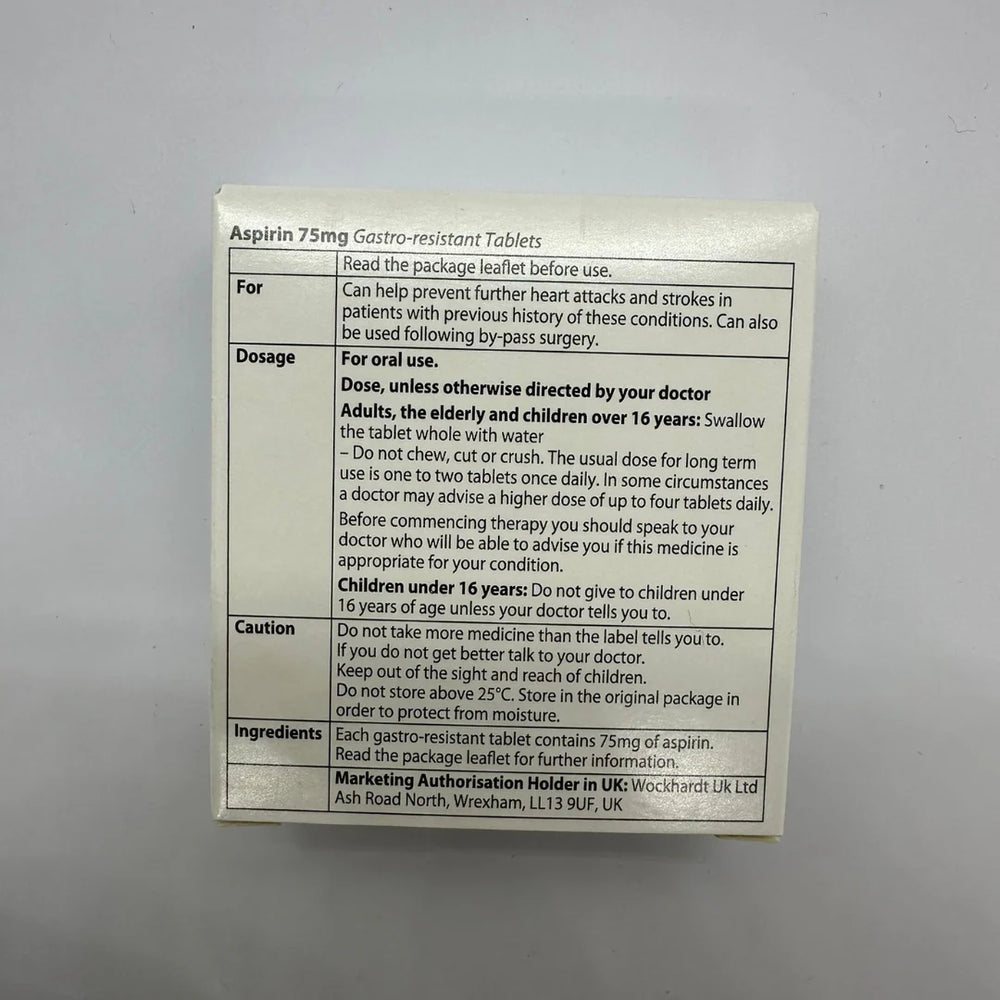 Aspirin 75mg Gastro-resistant Tablets
Read the package leaflet before use.
For
Can help prevent further heart attacks and strokes in
patients with previous history of these conditions. Can also
be used following by-pass surgery.
Dosage
For oral use.
Dose, unless otherwise directed by your doctor
Adults, the elderly and children over 16 years: Swallow
the tablet whole with water
– Do not chew, cut or crush. The usual dose for long term
use is one to two tablets once daily. In some circumstances
a doctor may advise a higher dose of up to four tablets daily.
Before commencing therapy you should speak to your
doctor who will be able to advise you if this medicine is
appropriate for your condition.
Children under 16 years: Do not give to children under
16 years of age unless your doctor tells you to.
Caution
Do not take more medicine than the label tells you to.
If you do not get better talk to your doctor.
Keep out of the sight and reach of children.
Do not store above 25°C. Store in the original package in
order to protect from moisture.
Ingredients
Each gastro-resistant tablet contains 75mg of aspirin.
Read the package leaflet for further information.
Marketing Authorisation Holder in UK: Wockhardt Uk Ltd
Ash Road North, Wrexham, LL13 9UF, UK